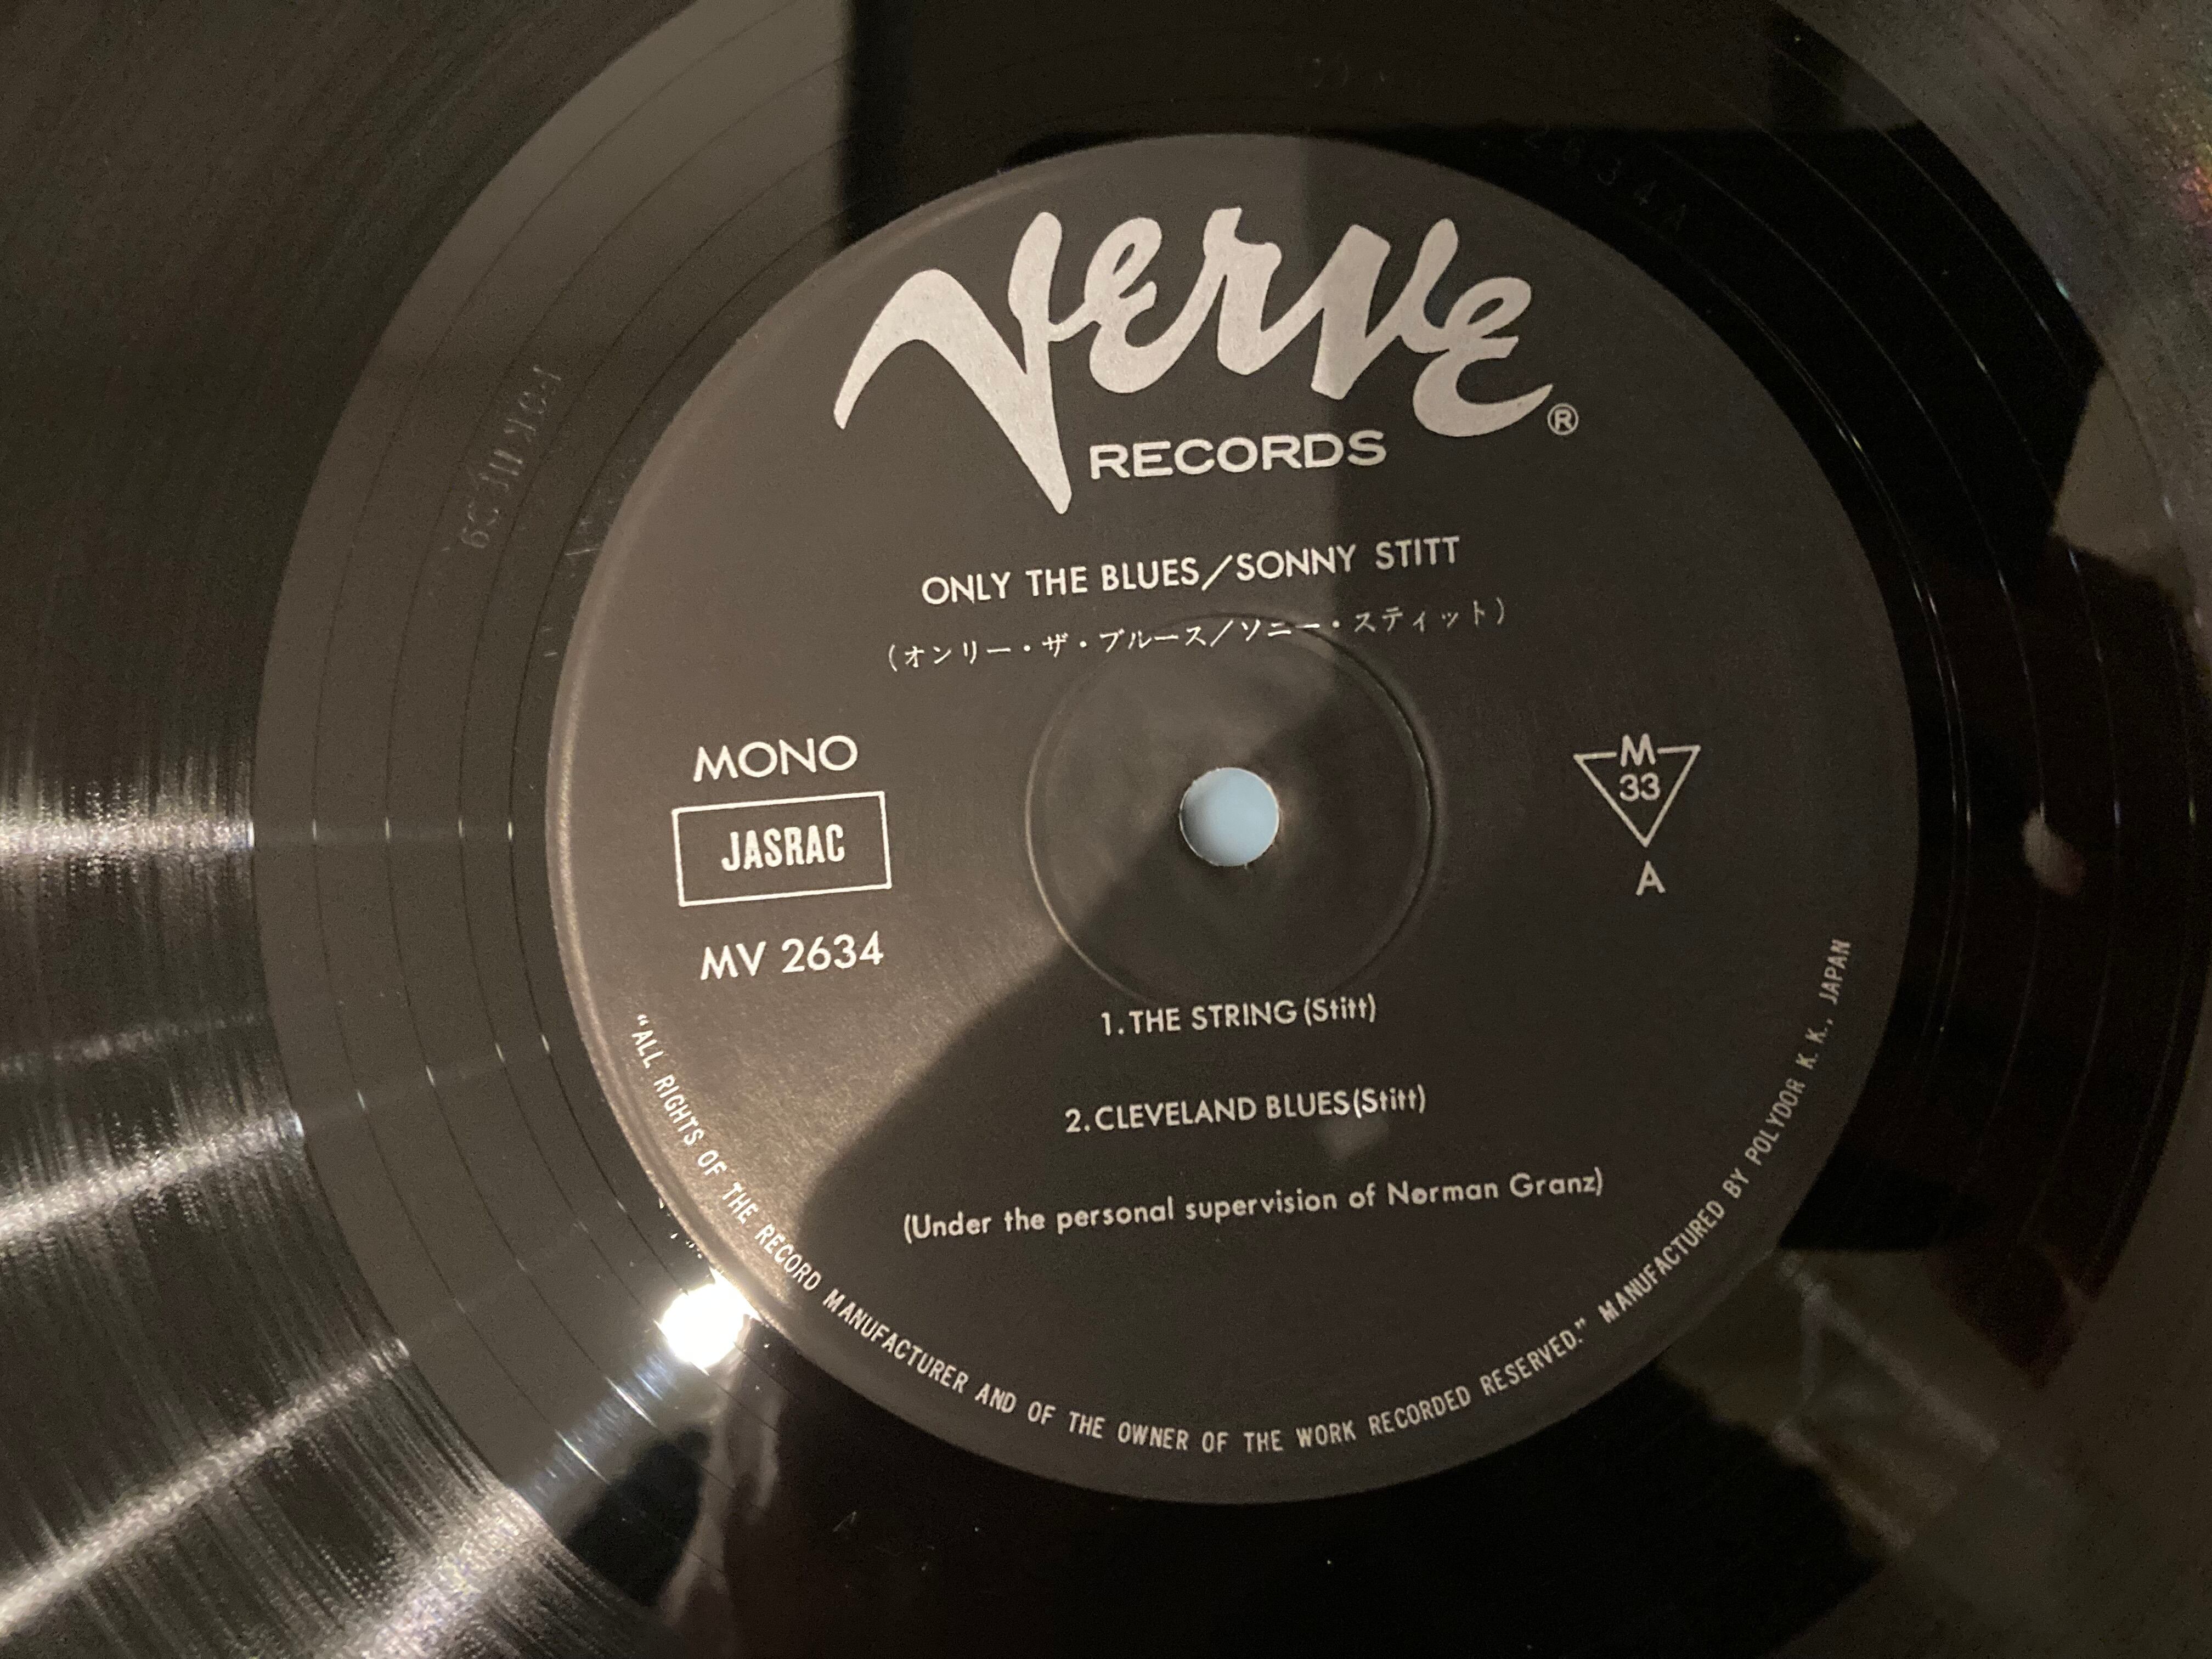 Verve
®
RECORDS
ONLY THE BLUES/SONNY STITT
(オンリー・ザ・ブルース/ソニー・スティット)
MONO
JASRAC
MV 2634
M
33
A
1. THE STRING (Stitt)
2. CLEVELAND BLUES (Stitt)
(Under the personal supervision of Norman Granz)
"ALL RIGHTS OF THE RECORD MANUFACTURER AND OF THE OWNER OF THE WORK RECORDED RESERVED." MANUFACTURED BY POLYDOR K. K., JAPAN